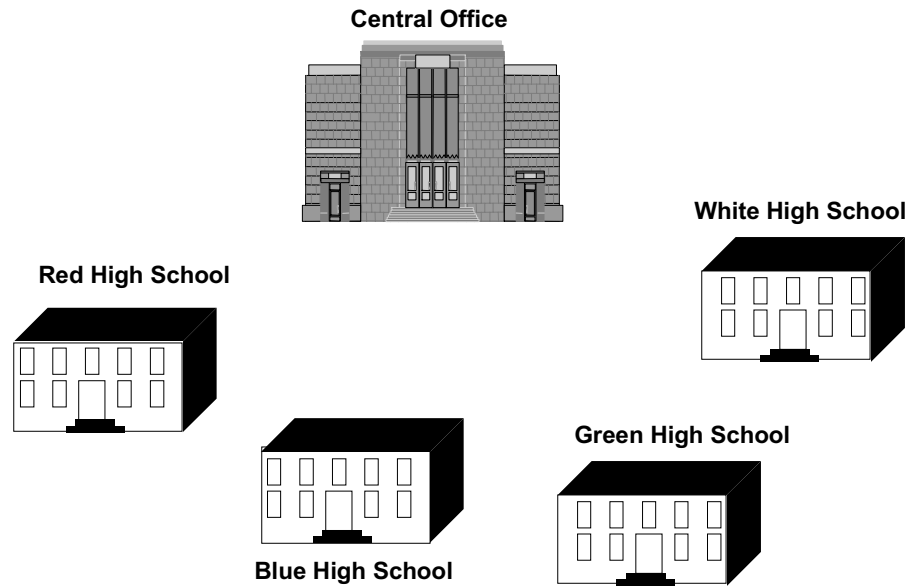 Central Office
White High School
Red High School
Green High School
Blue High School